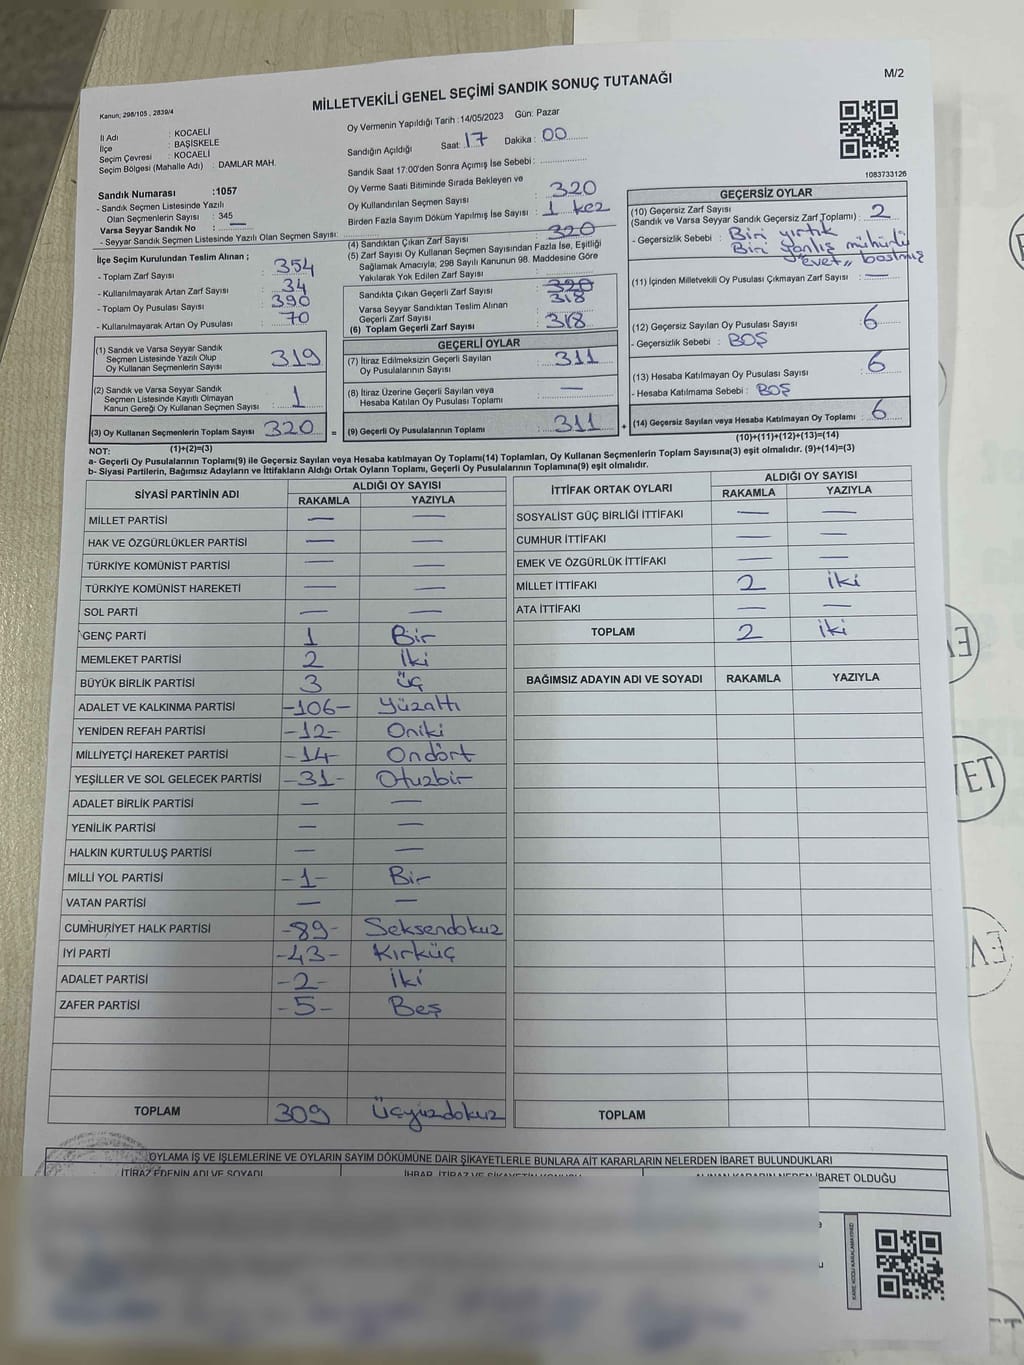 M/2
MİLLETVEKİLİ GENEL SEÇİMİ SANDIK SONUÇ TUTANAĞI
Kanun; 298/105 , 2839/4
İl Adı : KOCAELİ
İlçe : BAŞİSKELE
Seçim Çevresi : KOCAELİ
Seçim Bölgesi (Mahalle Adı) : DAMLAR MAH.
Sandık Numarası :1057
- Sandık Seçmen Listesinde Yazılı
Olan Seçmenlerin Sayısı : 345
Varsa Seyyar Sandık No : —
- Seyyar Sandık Seçmen Listesinde Yazılı Olan Seçmen Sayısı:
İlçe Seçim Kurulundan Teslim Alınan ;
- Toplam Zarf Sayısı : 354
- Kullanılmayarak Artan Zarf Sayısı : 34
- Toplam Oy Pusulası Sayısı : 390
- Kullanılmayarak Artan Oy Pusulası : 70
(1) Sandık ve Varsa Seyyar Sandık
Seçmen Listesinde Yazılı Olup
Oy Kullanan Seçmenlerin Sayısı : 319
(2) Sandık ve Varsa Seyyar Sandık
Seçmen Listesinde Kayıtlı Olmayan
Kanun Gereği Oy Kullanan Seçmen Sayısı : 1
(3) Oy Kullanan Seçmenlerin Toplam Sayısı : 320
Oy Vermenin Yapıldığı Tarih :14/05/2023 Gün: Pazar
Sandığın Açıldığı Saat: 17 Dakika : 00
Sandık Saat 17:00'den Sonra Açımış İse Sebebi :
Oy Verme Saati Bitiminde Sırada Bekleyen ve
Oy Kullandırılan Seçmen Sayısı : 320
Birden Fazla Sayım Döküm Yapılmış İse Sayısı : 1 kez
(4) Sandıktan Çıkan Zarf Sayısı : 320
(5) Zarf Sayısı Oy Kullanan Seçmen Sayısından Fazla İse, Eşitliği
Sağlamak Amacıyla, 298 Sayılı Kanunun 98. Maddesine Göre
Yakılarak Yok Edilen Zarf Sayısı :
Sandıkta Çıkan Geçerli Zarf Sayısı : 320 318
Varsa Seyyar Sandıktan Teslim Alınan
Geçerli Zarf Sayısı :
(6) Toplam Geçerli Zarf Sayısı : 318
GEÇERLİ OYLAR
(7) İtiraz Edilmeksizin Geçerli Sayılan
Oy Pusulalarının Sayısı : 311
(8) İtiraz Üzerine Geçerli Sayılan veya
Hesaba Katılan Oy Pusulası Toplamı : —
= (9) Geçerli Oy Pusulalarının Toplamı : 311 +
1083733126
GEÇERSİZ OYLAR
(10) Geçersiz Zarf Sayısı
(Sandık ve Varsa Seyyar Sandık Geçersiz Zarf Toplamı) : 2
- Geçersizlik Sebebi : Biri yırtık
Biri yanlış mühürlü
"evet" basılmış
(11) İçinden Milletvekili Oy Pusulası Çıkmayan Zarf Sayısı : —
(12) Geçersiz Sayılan Oy Pusulası Sayısı : 6
- Geçersizlik Sebebi : BOŞ
(13) Hesaba Katılmayan Oy Pusulası Sayısı : 6
- Hesaba Katılmama Sebebi : BOŞ
(14) Geçersiz Sayılan veya Hesaba Katılmayan Oy Toplamı : 6
(1)+(2)=(3)
(10)+(11)+(12)+(13)=(14)
NOT:
a- Geçerli Oy Pusulalarının Toplamı(9) ile Geçersiz Sayılan veya Hesaba katılmayan Oy Toplamı(14) Toplamları, Oy Kullanan Seçmenlerin Toplam Sayısına(3) eşit olmalıdır. (9)+(14)=(3)
b- Siyasi Partilerin, Bağımsız Adayların ve İttifakların Aldığı Ortak Oyların Toplamı, Geçerli Oy Pusulalarının Toplamına(9) eşit olmalıdır.
SİYASİ PARTİNİN ADI ALDIĞI OY SAYISI
RAKAMLA YAZIYLA
MİLLET PARTİSİ — —
HAK VE ÖZGÜRLÜKLER PARTİSİ — —
TÜRKİYE KOMÜNİST PARTİSİ — —
TÜRKİYE KOMÜNİST HAREKETİ — —
SOL PARTİ — —
GENÇ PARTİ 1 Bir
MEMLEKET PARTİSİ 2 İki
BÜYÜK BİRLİK PARTİSİ 3 Üç
ADALET VE KALKINMA PARTİSİ -106- Yüzaltı
YENİDEN REFAH PARTİSİ -12- Oniki
MİLLİYETÇİ HAREKET PARTİSİ -14- Ondört
YEŞİLLER VE SOL GELECEK PARTİSİ -31- Otuzbir
ADALET BİRLİK PARTİSİ — —
YENİLİK PARTİSİ — —
HALKIN KURTULUŞ PARTİSİ — —
MİLLİ YOL PARTİSİ -1- Bir
VATAN PARTİSİ — —
CUMHURİYET HALK PARTİSİ -89- Seksendokuz
İYİ PARTİ -43- Kırküç
ADALET PARTİSİ -2- İki
ZAFER PARTİSİ -5- Beş
TOPLAM 309 Üçyüzdokuz
İTTİFAK ORTAK OYLARI ALDIĞI OY SAYISI
RAKAMLA YAZIYLA
SOSYALİST GÜÇ BİRLİĞİ İTTİFAKI — —
CUMHUR İTTİFAKI — —
EMEK VE ÖZGÜRLÜK İTTİFAKI — —
MİLLET İTTİFAKI 2 İki
ATA İTTİFAKI — —
TOPLAM 2 İki
BAĞIMSIZ ADAYIN ADI VE SOYADI RAKAMLA YAZIYLA
TOPLAM
OYLAMA İŞ VE İŞLEMLERİNE VE OYLARIN SAYIM DÖKÜMÜNE DAİR ŞİKAYETLERLE BUNLARA AİT KARARLARIN NELERDEN İBARET BULUNDUKLARI
İTİRAZ EDENİN ADI VE SOYADI
İHBAR, İTİRAZ VE ŞİKAYETİN KONUSU
ALINAN KARARIN NEDEN İBARET OLDUĞU
KARE KODU KARALAMAYINIZ!
EVET